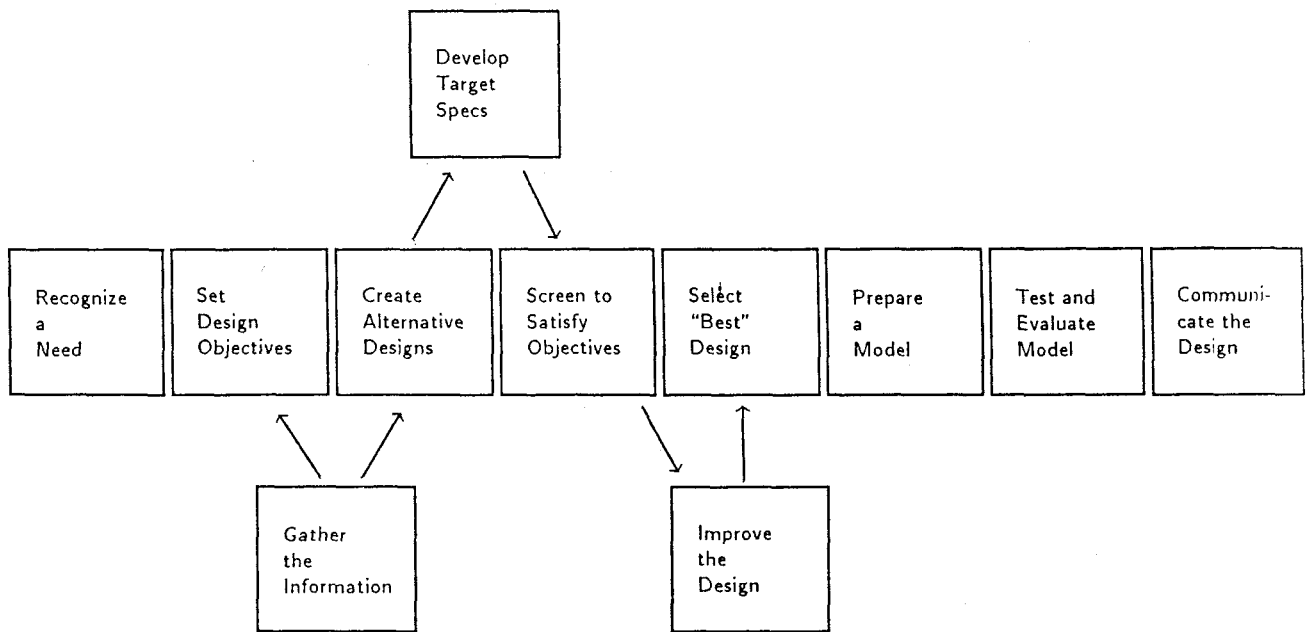 Develop
Target
Specs
Recognize
a
Need
Set
Design
Objectives
Create
Alternative
Designs
Screen to
Satisfy
Objectives
Select
"Best"
Design
Prepare
a
Model
Test and
Evaluate
Model
Communi-
cate the
Design
Gather
the
Information
Improve
the
Design